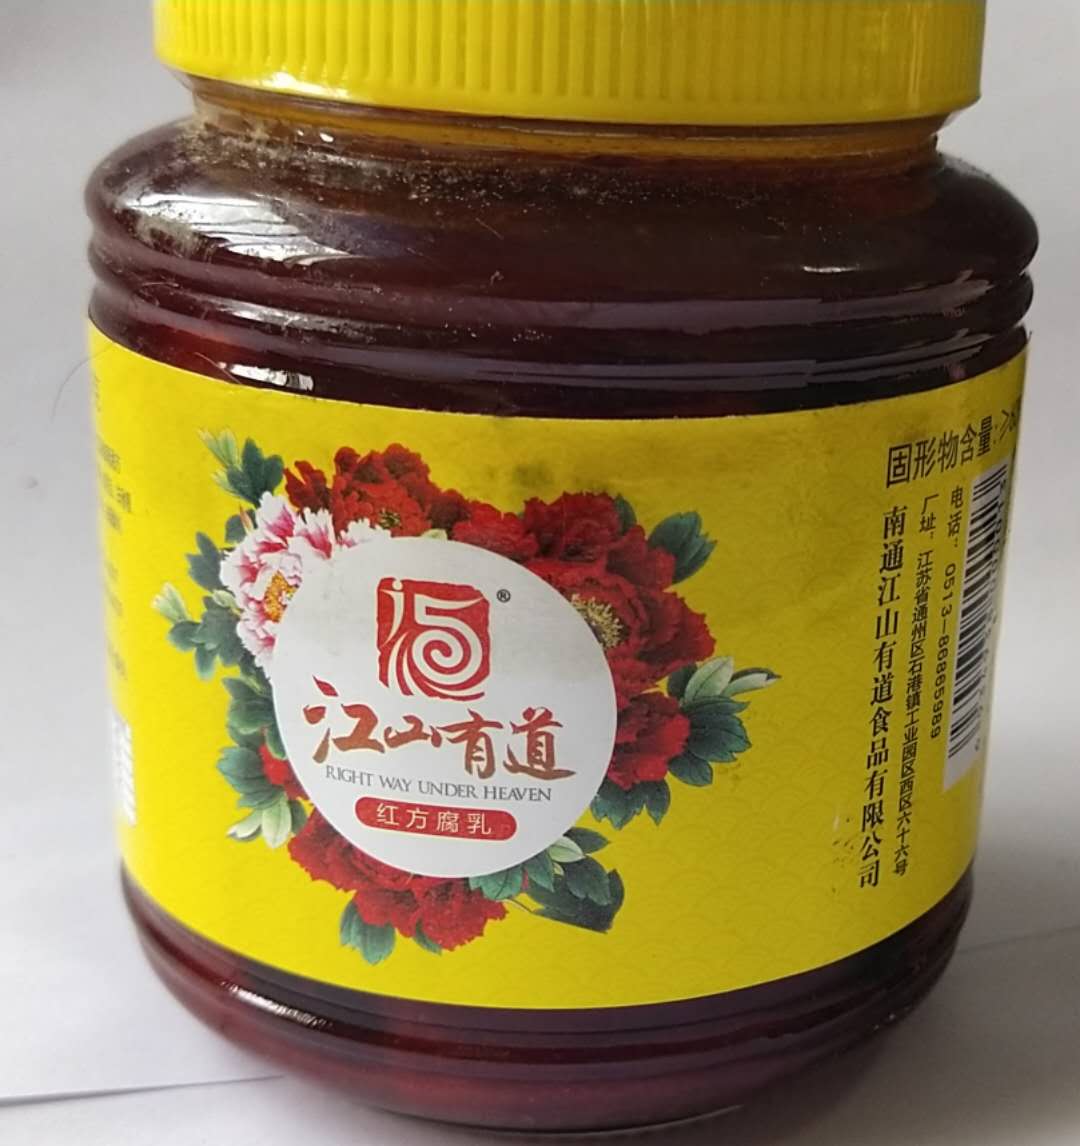 ®
江山有道
RIGHT WAY UNDER HEAVEN
红方腐乳
固形物含量:≥
电话:0513—86865989
厂址:江苏省通州区石港镇工业园区西区六十六号
南通江山有道食品有限公司